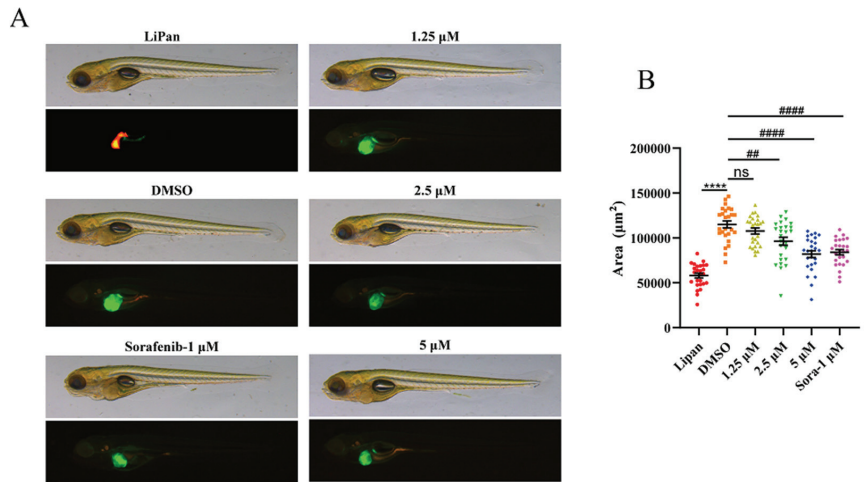 A
LiPan
1.25 μM
DMSO
2.5 μM
Sorafenib-1 μM
5 μM
B
####
####
##
ns
****
200000
150000
100000
50000
0
Area (μm²)
Lipan
DMSO
1.25 μM
2.5 μM
5 μM
Sora-1 μM